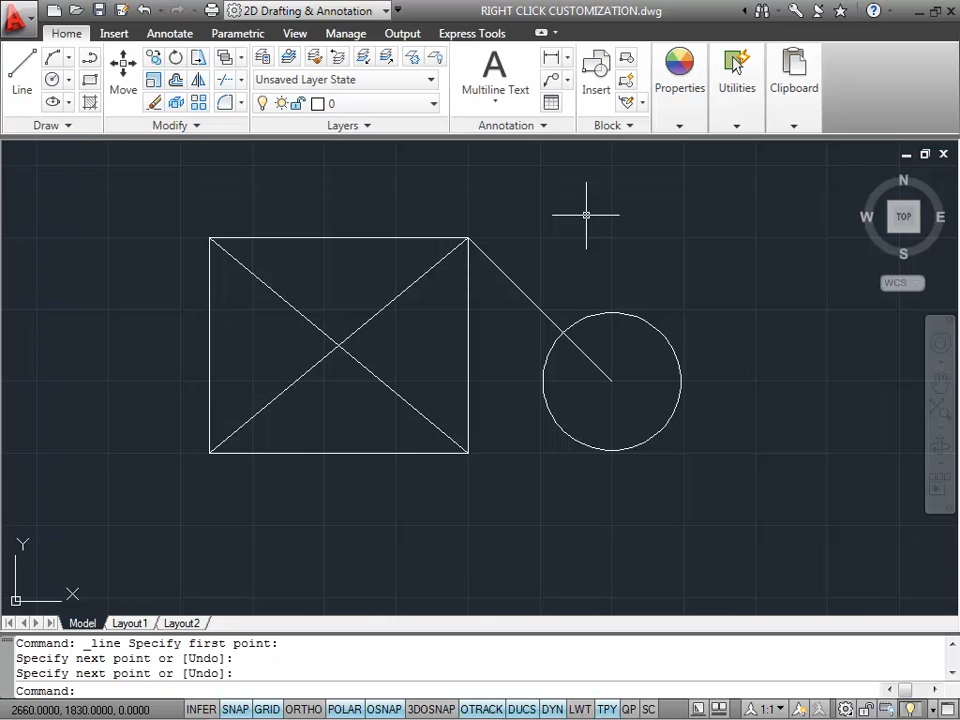 2D Drafting & Annotation
RIGHT CLICK CUSTOMIZATION.dwg
Home Insert Annotate Parametric View Manage Output Express Tools
Line
Move
Unsaved Layer State
0
A
Multiline Text
Insert
Properties
Utilities
Clipboard
Draw Modify Layers Annotation Block
N
W TOP E
S
WCS
Y
X
Model Layout1 Layout2
Command: _line Specify first point:
Specify next point or [Undo]:
Specify next point or [Undo]:
Command:
2660.0000, 1830.0000, 0.0000 INFER SNAP GRID ORTHO POLAR OSNAP 3DOSNAP OTRACK DUCS DYN LWT TPY QP SC 1:1